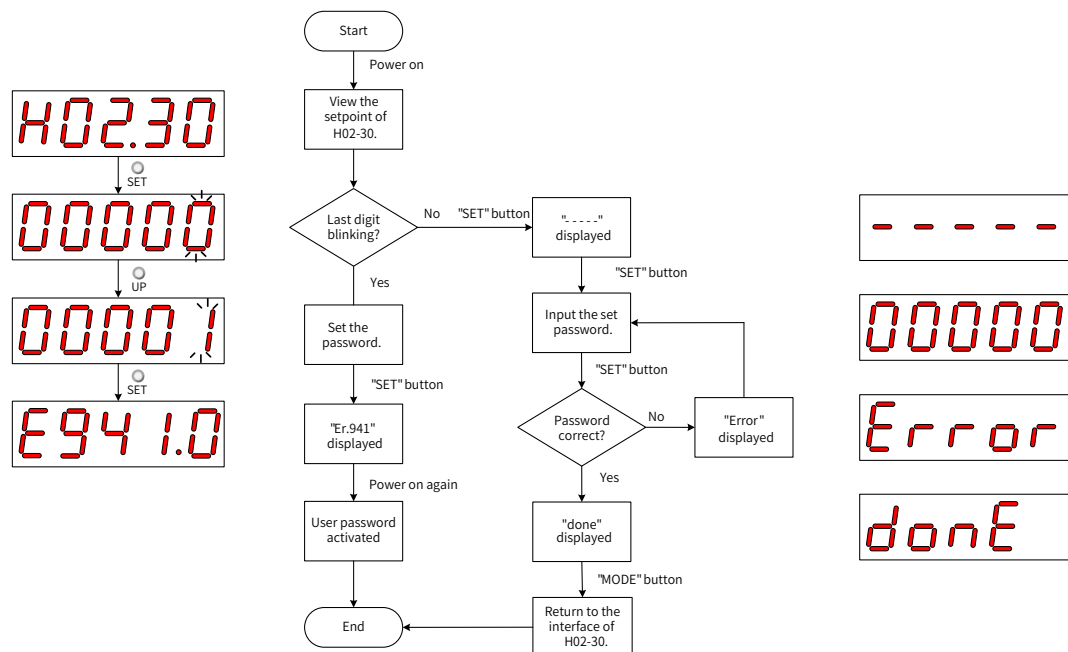 H02.30
SET
00000
UP
00001
SET
E941.0
Start
Power on
View the
setpoint of
H02-30.
Last digit
blinking?
No
"SET" button
Yes
Set the
password.
"SET" button
"Er.941"
displayed
Power on again
User password
activated
End
"-----"
displayed
"SET" button
Input the set
password.
"SET" button
Password
correct?
No
"Error"
displayed
Yes
"done"
displayed
"MODE" button
Return to the
interface of
H02-30.
-----
00000
Error
donE